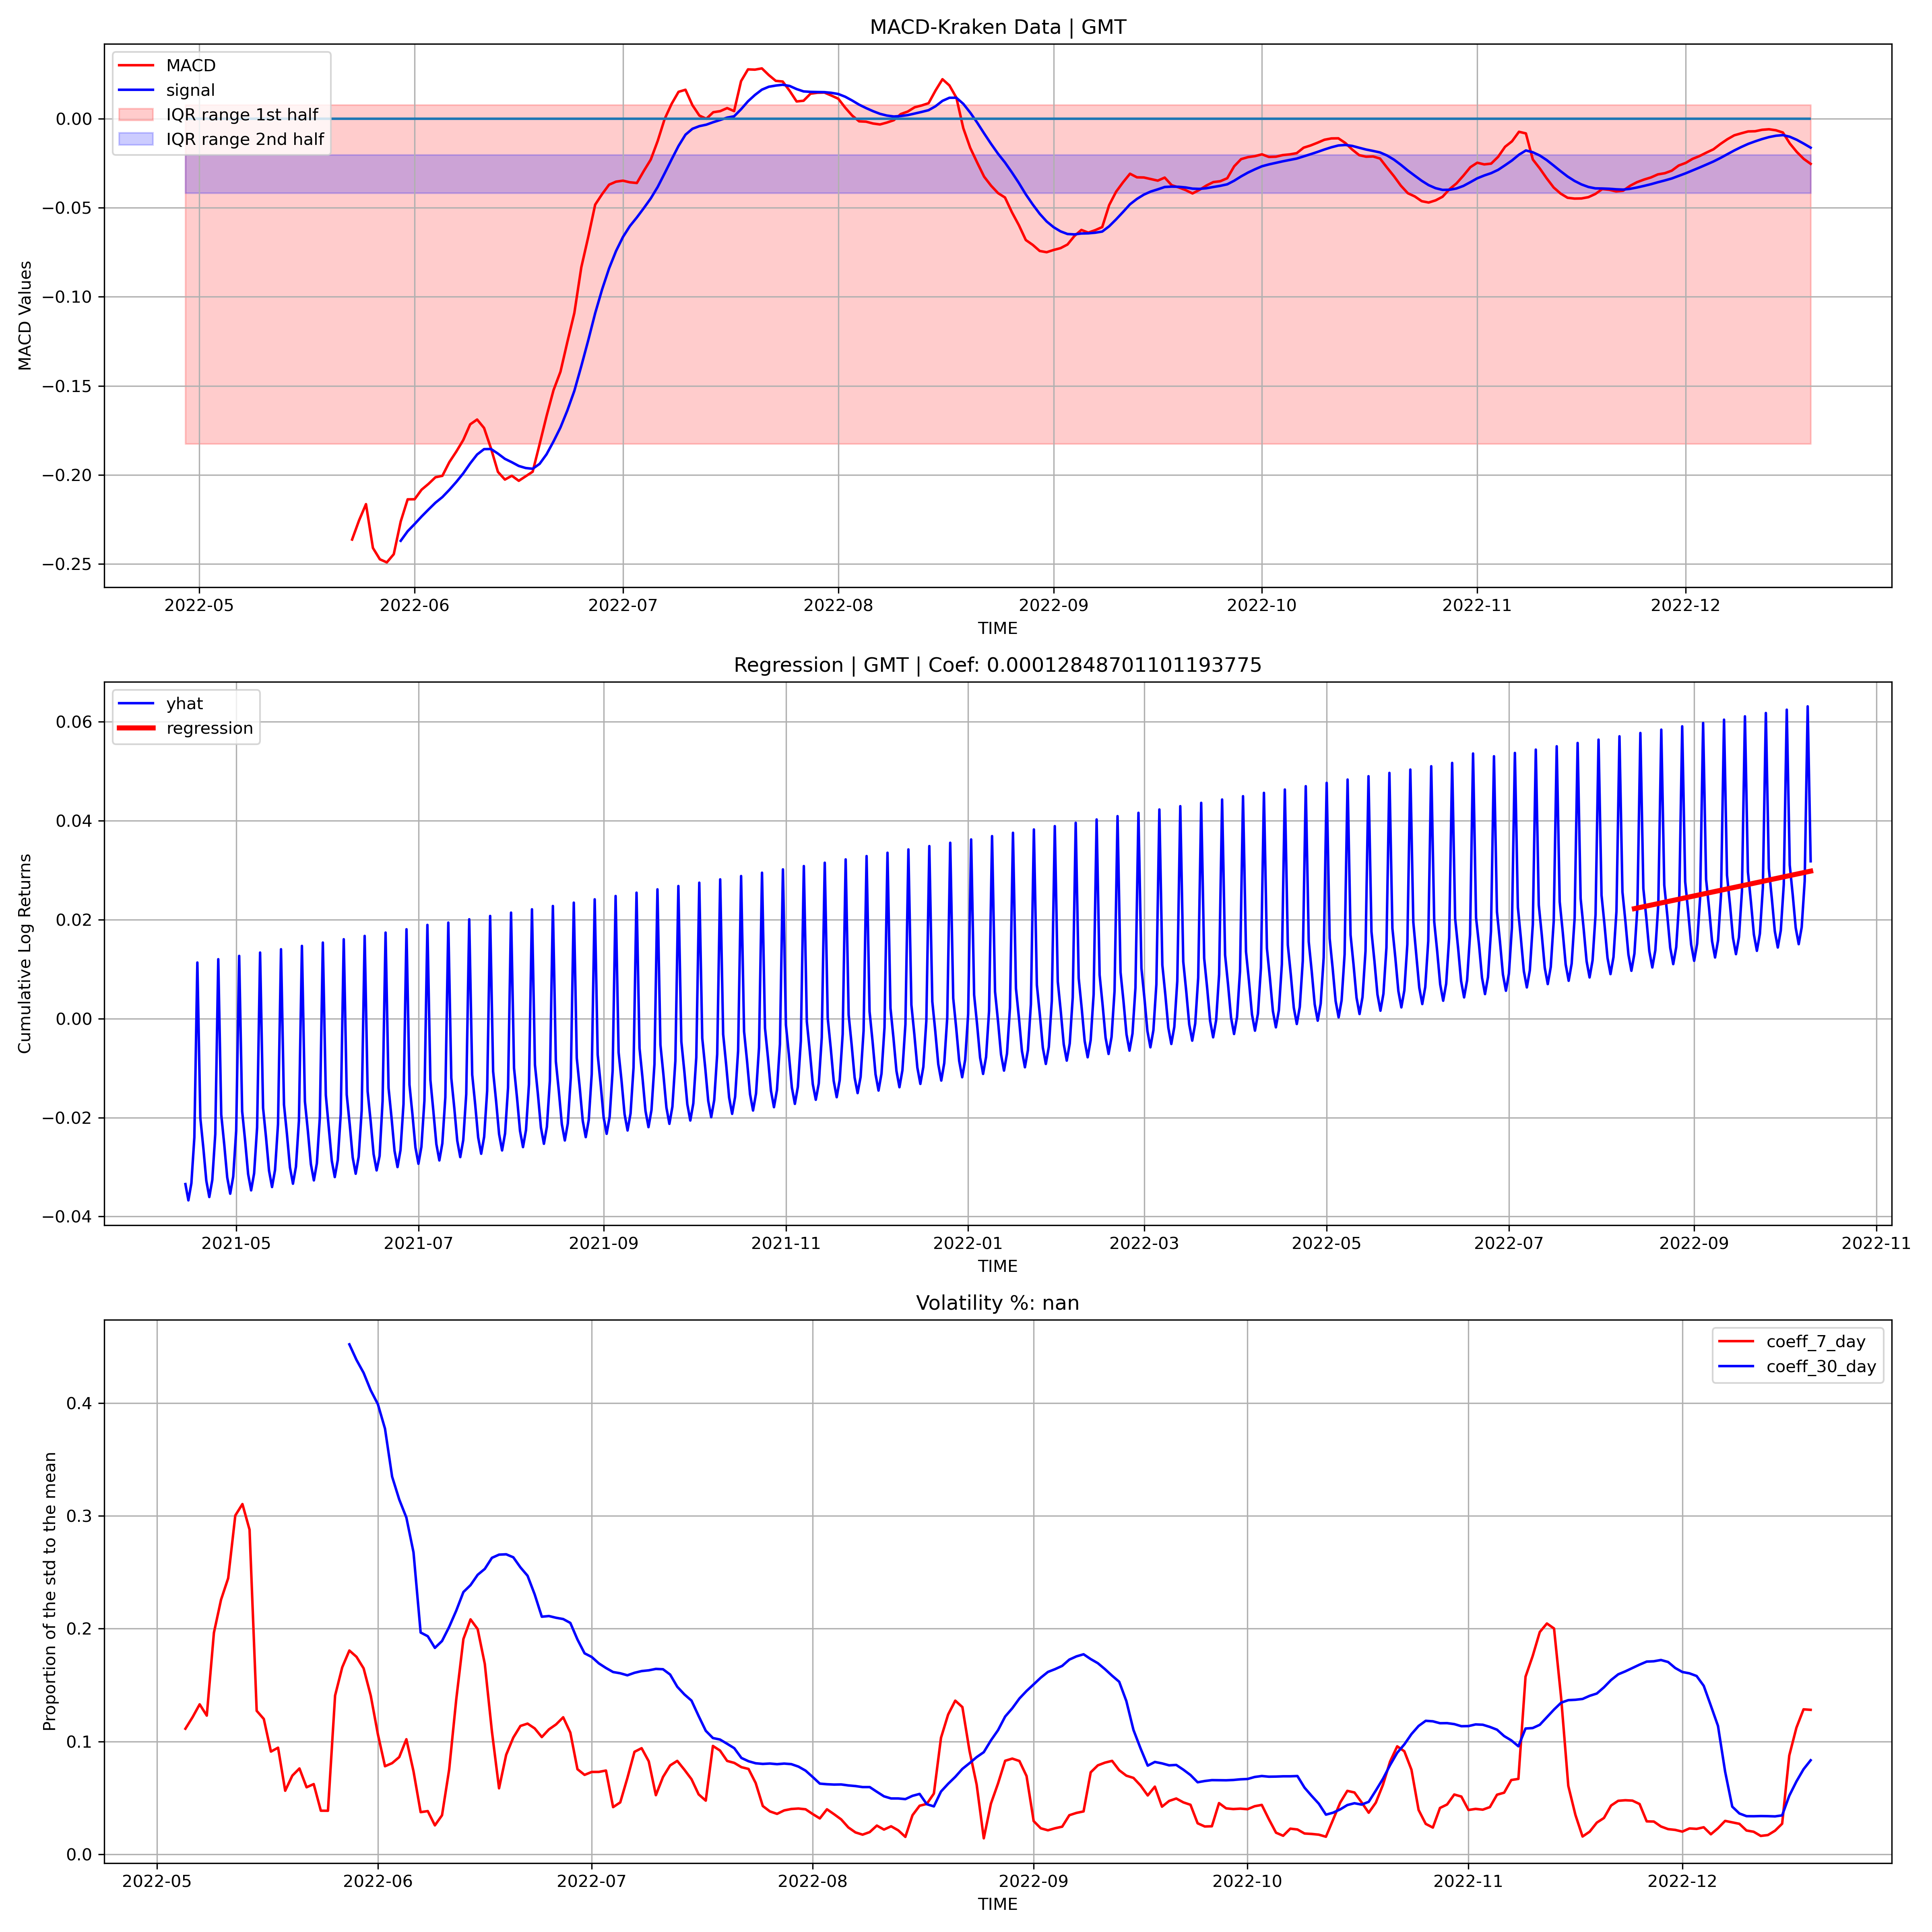 MACD-Kraken Data | GMT
MACD
signal
IQR range 1st half
IQR range 2nd half
MACD Values
0.00
−0.05
−0.10
−0.15
−0.20
−0.25
2022-05 2022-06 2022-07 2022-08 2022-09 2022-10 2022-11 2022-12
TIME
Regression | GMT | Coef: 0.00012848701101193775
yhat
regression
Cumulative Log Returns
0.06
0.04
0.02
0.00
−0.02
−0.04
2021-05 2021-07 2021-09 2021-11 2022-01 2022-03 2022-05 2022-07 2022-09 2022-11
TIME
Volatility %: nan
coeff_7_day
coeff_30_day
Proportion of the std to the mean
0.4
0.3
0.2
0.1
0.0
2022-05 2022-06 2022-07 2022-08 2022-09 2022-10 2022-11 2022-12
TIME